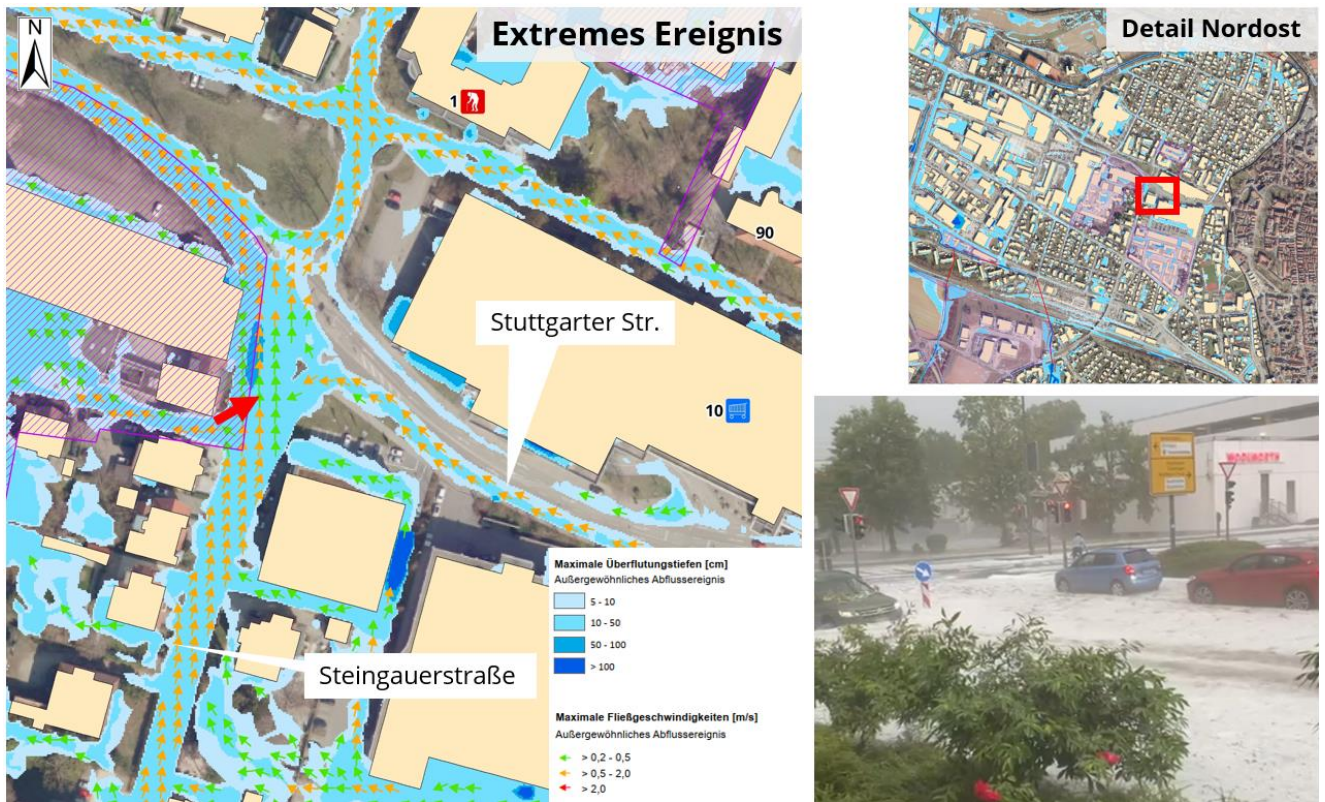 N
Extremes Ereignis
1
90
Stuttgarter Str.
10
Steingauerstraße
Maximale Überflutungstiefen [cm]
Außergewöhnliches Abflussereignis
5 - 10
10 - 50
50 - 100
> 100
Maximale Fließgeschwindigkeiten [m/s]
Außergewöhnliches Abflussereignis
> 0,2 - 0,5
> 0,5 - 2,0
> 2,0
Detail Nordost
WOOLWORTH